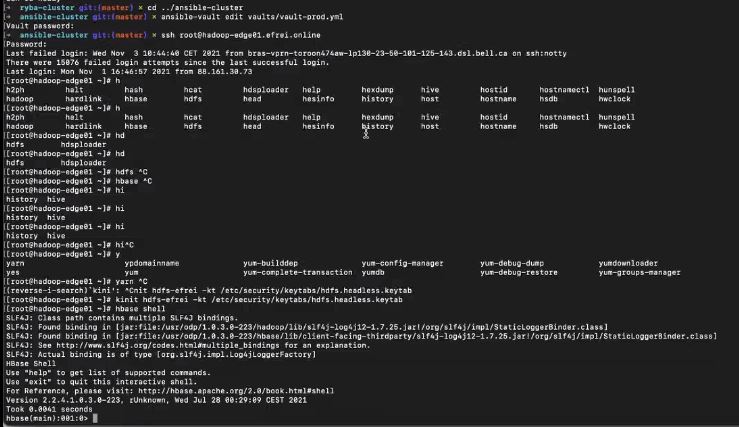 ➜  ryba-cluster git:(master) × cd ../ansible-cluster
➜  ansible-cluster git:(master) × ansible-vault edit vaults/vault-prod.yml
Vault password:
➜  ansible-cluster git:(master) × ssh root@hadoop-edge01.efrei.online
Password:
Last failed login: Wed Nov  3 10:44:40 CET 2021 from bras-vprn-toroon474aw-lp130-23-50-101-125-143.dsl.bell.ca on ssh:notty
There were 15076 failed login attempts since the last successful login.
Last login: Mon Nov  1 16:46:57 2021 from 88.161.30.73
[[root@hadoop-edge01 ~]# h
h2ph halt hash hcat hdsploader help hexdump hive hostid hostnamectl hunspell
hadoop hardlink hbase hdfs head hesinfo history host hostname hsdb hwclock
[[root@hadoop-edge01 ~]# h
h2ph halt hash hcat hdsploader help hexdump hive hostid hostnamectl hunspell
hadoop hardlink hbase hdfs head hesinfo history host hostname hsdb hwclock
[[root@hadoop-edge01 ~]# hd
hdfs hdsploader
[[root@hadoop-edge01 ~]# hd
hdfs hdsploader
[[root@hadoop-edge01 ~]# hdfs ^C
[[root@hadoop-edge01 ~]# hbase ^C
[[root@hadoop-edge01 ~]# hi
history hive
[[root@hadoop-edge01 ~]# hi
history hive
[[root@hadoop-edge01 ~]# hi
history hive
[[root@hadoop-edge01 ~]# hi^C
[[root@hadoop-edge01 ~]# y
yarn ypdomainname yum-builddep yum-config-manager yum-debug-dump yumdownloader
yes yum yum-complete-transaction yumdb yum-debug-restore yum-groups-manager
[[root@hadoop-edge01 ~]# yarn ^C
[(reverse-i-search)`kini': ^Cnit hdfs-efrei -kt /etc/security/keytabs/hdfs.headless.keytab
[[root@hadoop-edge01 ~]# kinit hdfs-efrei -kt /etc/security/keytabs/hdfs.headless.keytab
[[root@hadoop-edge01 ~]# hbase shell
SLF4J: Class path contains multiple SLF4J bindings.
SLF4J: Found binding in [jar:file:/usr/odp/1.0.3.0-223/hadoop/lib/slf4j-log4j12-1.7.25.jar!/org/slf4j/impl/StaticLoggerBinder.class]
SLF4J: Found binding in [jar:file:/usr/odp/1.0.3.0-223/hbase/lib/client-facing-thirdparty/slf4j-log4j12-1.7.25.jar!/org/slf4j/impl/StaticLoggerBinder.class]
SLF4J: See http://www.slf4j.org/codes.html#multiple_bindings for an explanation.
SLF4J: Actual binding is of type [org.slf4j.impl.Log4jLoggerFactory]
HBase Shell
Use "help" to get list of supported commands.
Use "exit" to quit this interactive shell.
For Reference, please visit: http://hbase.apache.org/2.0/book.html#shell
Version 2.2.4.1.0.3.0-223, rUnknown, Wed Jul 28 00:29:09 CEST 2021
Took 0.0041 seconds
hbase(main):001:0>